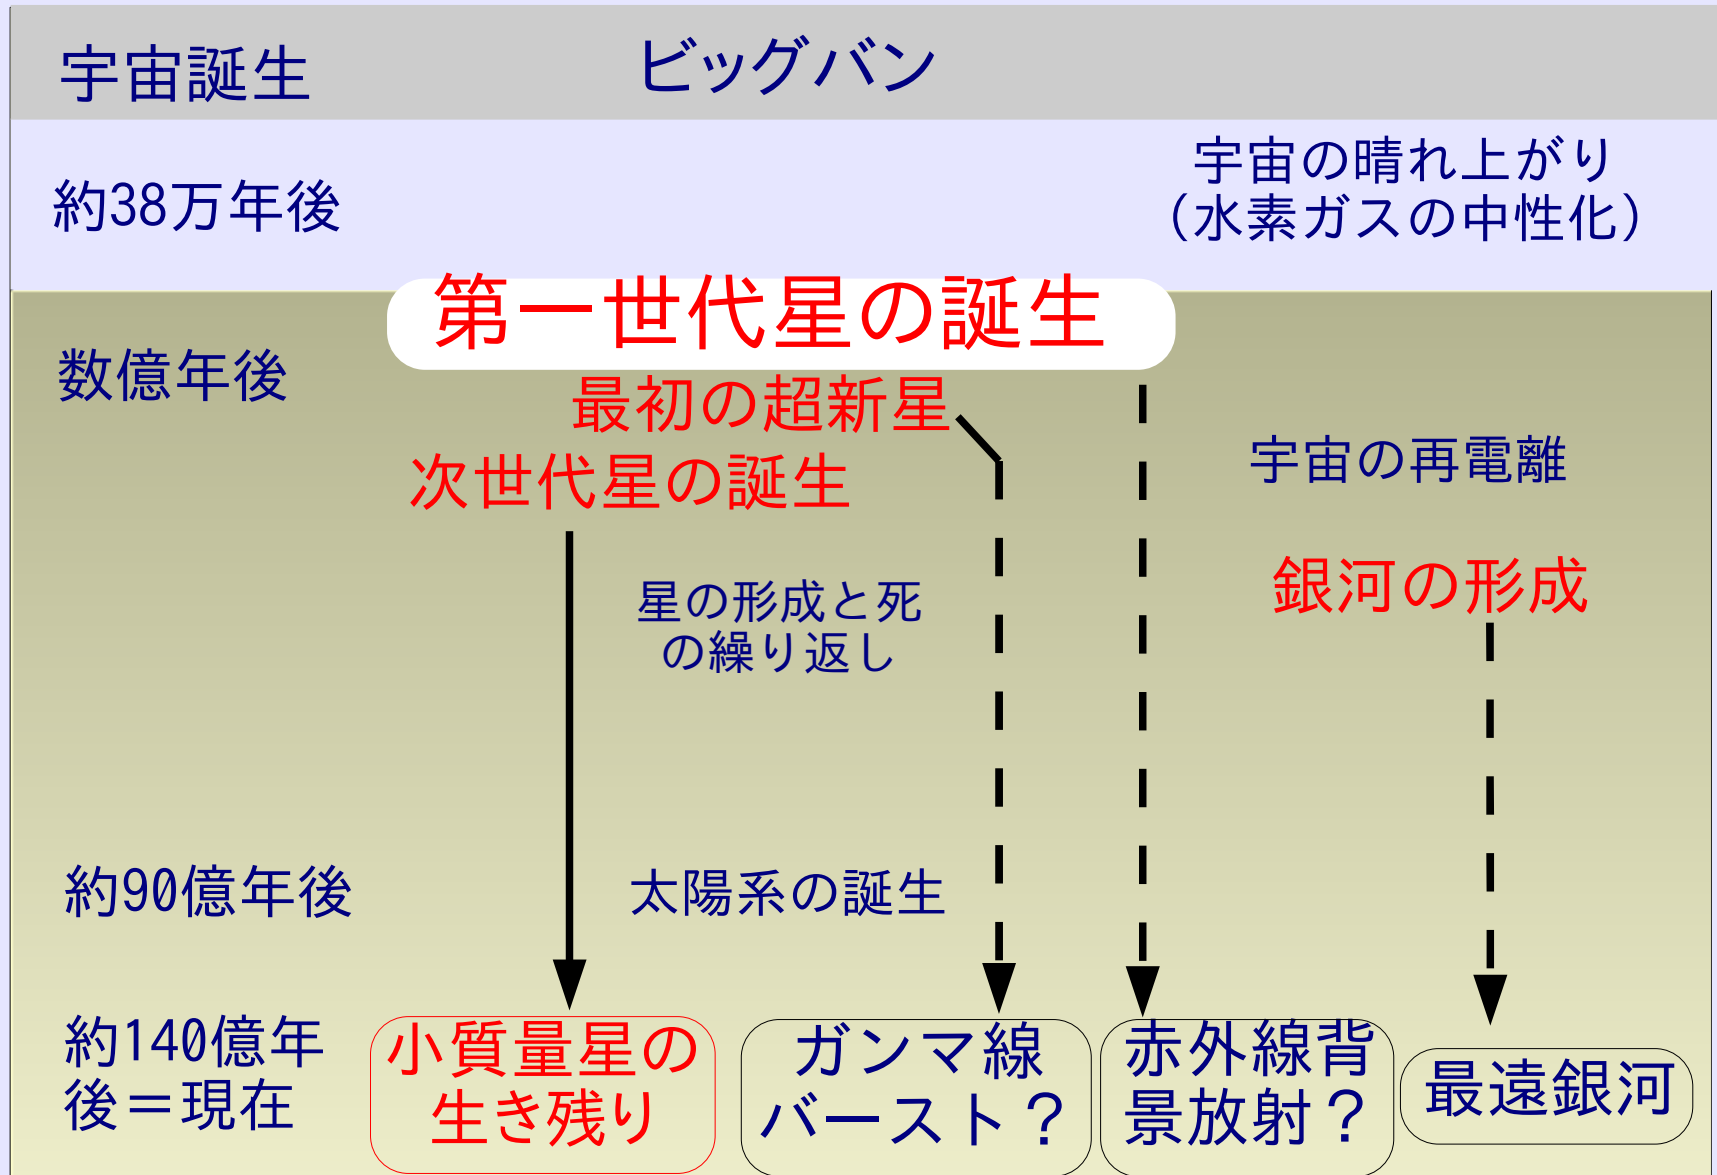 宇宙誕生
ビッグバン
約38万年後
宇宙の晴れ上がり
（水素ガスの中性化）
第一世代星の誕生
数億年後
最初の超新星
次世代星の誕生
宇宙の再電離
銀河の形成
星の形成と死
の繰り返し
約90億年後
太陽系の誕生
約140億年
後＝現在
小質量星の
生き残り
ガンマ線
バースト？
赤外線背
景放射？
最遠銀河